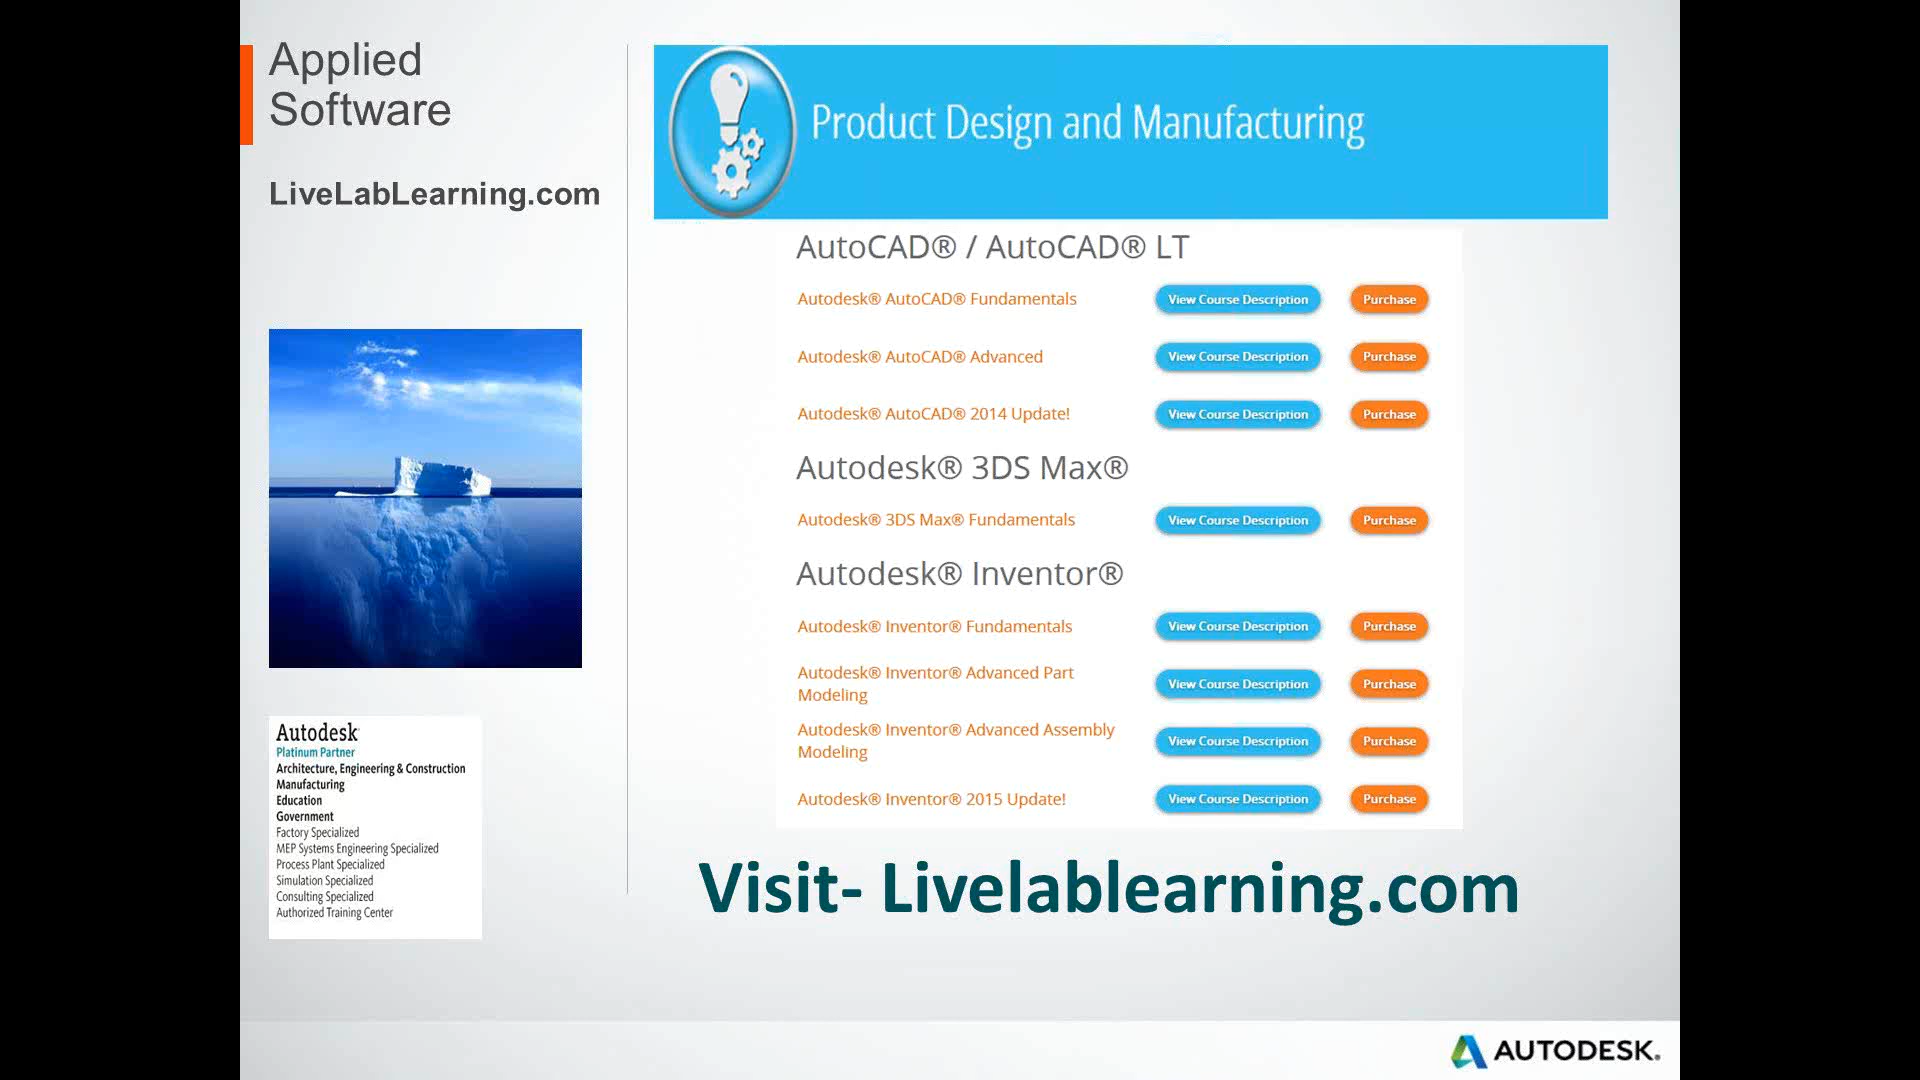 Applied
Software
LiveLabLearning.com
Autodesk
Platinum Partner
Architecture, Engineering & Construction
Manufacturing
Education
Government
Factory Specialized
MEP Systems Engineering Specialized
Process Plant Specialized
Simulation Specialized
Consulting Specialized
Authorized Training Center
Product Design and Manufacturing
AutoCAD® / AutoCAD® LT
Autodesk® AutoCAD® Fundamentals View Course Description Purchase
Autodesk® AutoCAD® Advanced View Course Description Purchase
Autodesk® AutoCAD® 2014 Update! View Course Description Purchase
Autodesk® 3DS Max®
Autodesk® 3DS Max® Fundamentals View Course Description Purchase
Autodesk® Inventor®
Autodesk® Inventor® Fundamentals View Course Description Purchase
Autodesk® Inventor® Advanced Part
Modeling View Course Description Purchase
Autodesk® Inventor® Advanced Assembly
Modeling View Course Description Purchase
Autodesk® Inventor® 2015 Update! View Course Description Purchase
Visit- Livelablearning.com
AUTODESK.